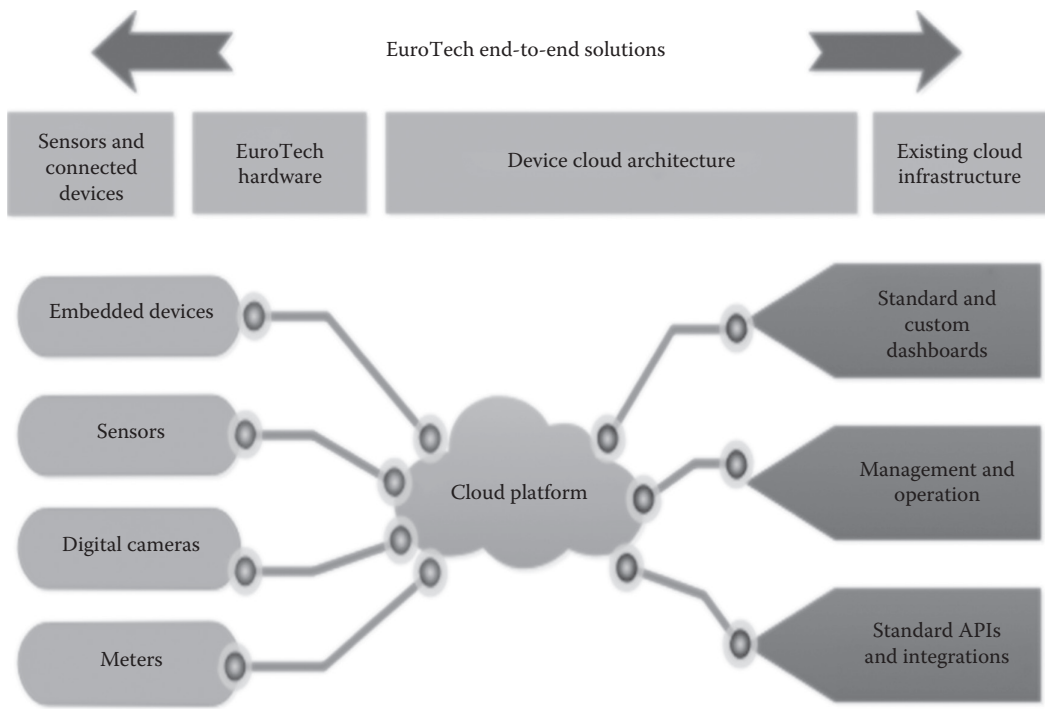 EuroTech end-to-end solutions
Sensors and
connected
devices
EuroTech
hardware
Device cloud architecture
Existing cloud
infrastructure
Embedded devices
Sensors
Digital cameras
Meters
Cloud platform
Standard and
custom
dashboards
Management and
operation
Standard APIs
and integrations